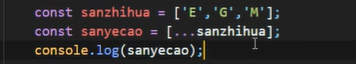 const sanzhihua = ['E','G','M'];
const sanyecao = [...sanzhihua];
console.log(sanyecao);